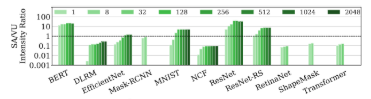 1 8 32 128 256 512 1024 2048
SA/VU
Intensity Ratio
100
10
1
0.1
0.01
0.001
BERT
DLRM
EfficientNet
Mask-RCNN
MNIST
NCF
ResNet
ResNet-RS
RetinaNet
ShapeMask
Transformer